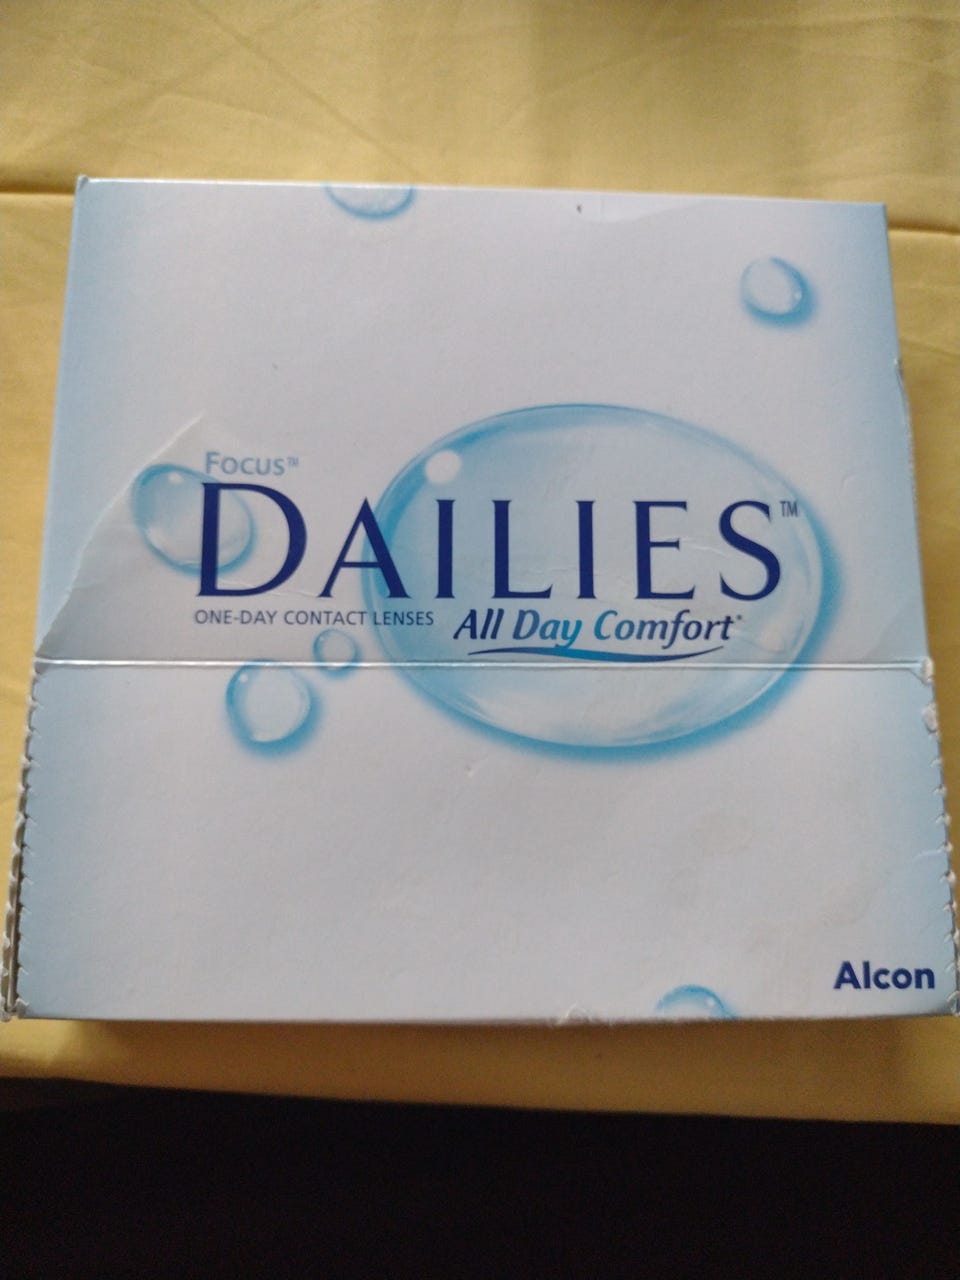 Focus™
DAILIES™
ONE-DAY CONTACT LENSES All Day Comfort*
Alcon